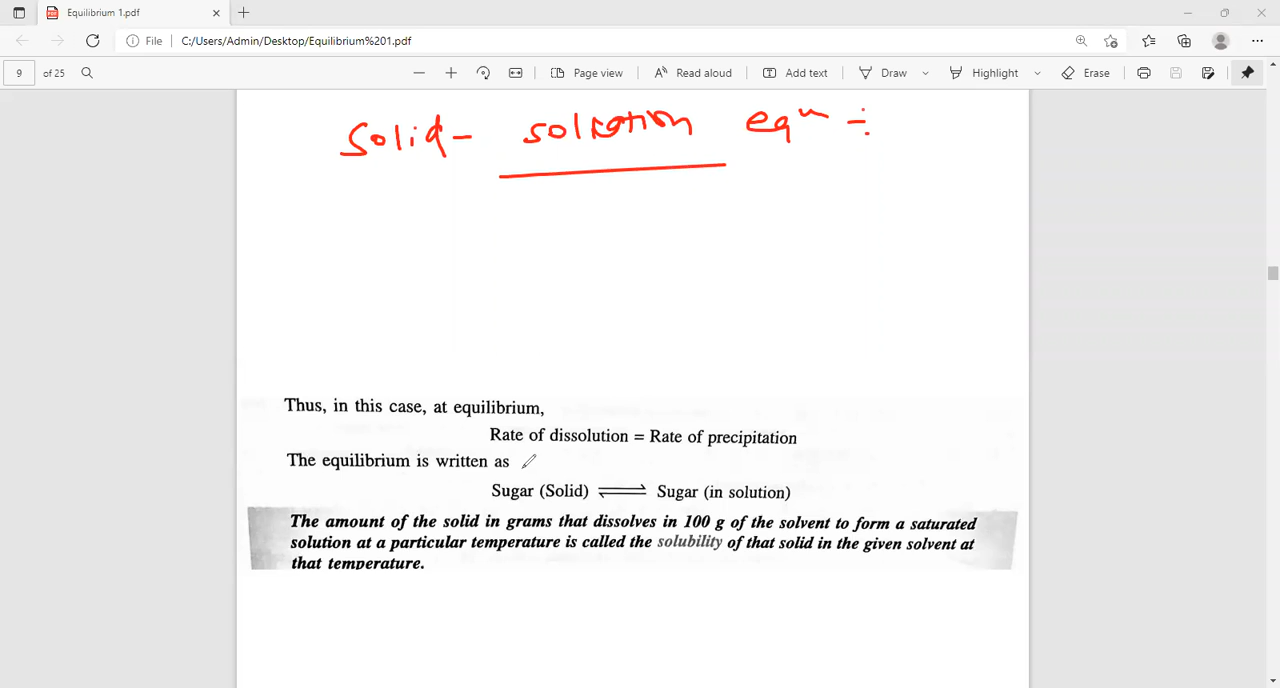 Equilibrium 1.pdf
File C:/Users/Admin/Desktop/Equilibrium%201.pdf
9 of 25 Page view Read aloud Add text Draw Highlight Erase
Solid- solution eqn ÷
Thus, in this case, at equilibrium,
Rate of dissolution = Rate of precipitation
The equilibrium is written as
Sugar (Solid) ⇌ Sugar (in solution)
The amount of the solid in grams that dissolves in 100 g of the solvent to form a saturated
solution at a particular temperature is called the solubility of that solid in the given solvent at
that temperature.